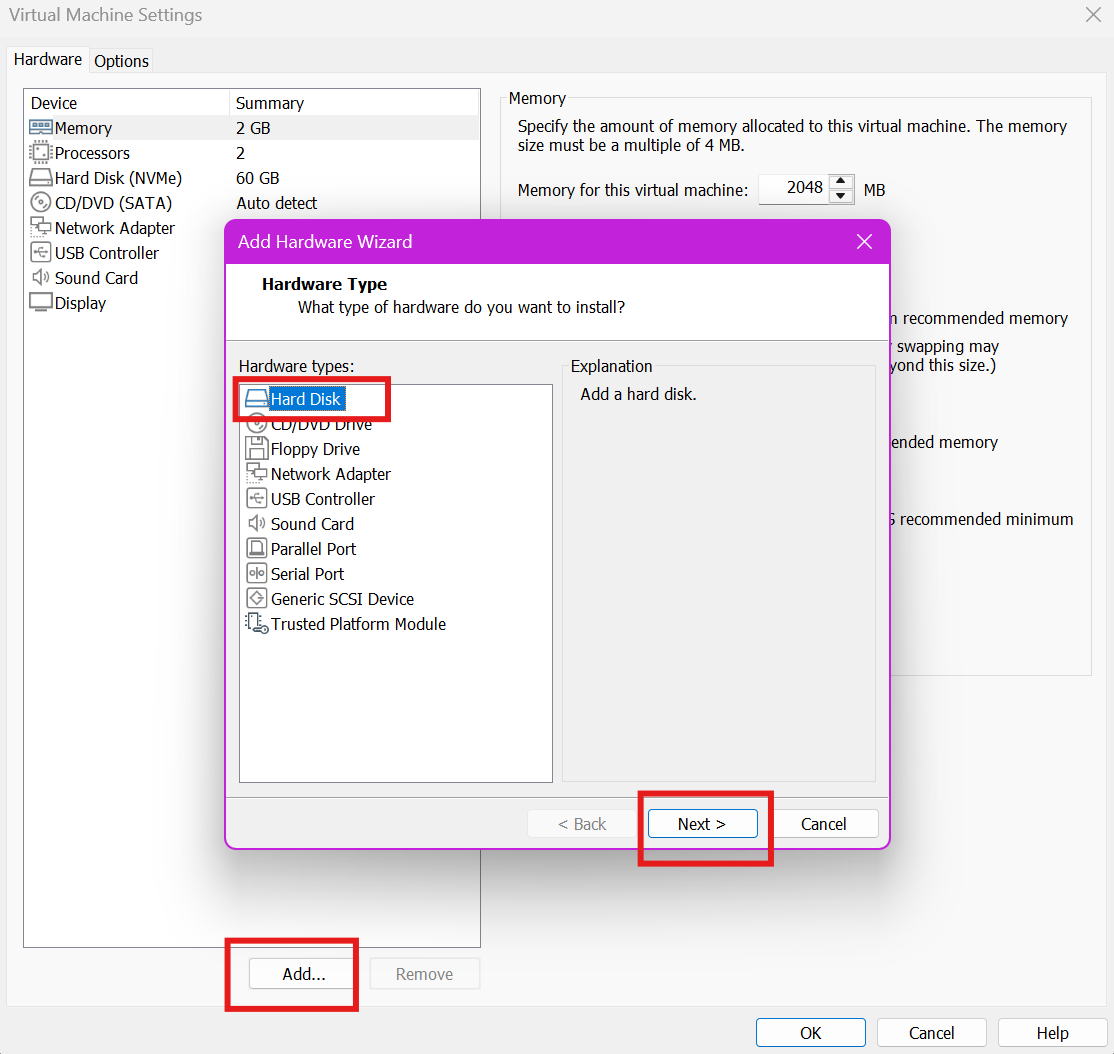 Virtual Machine Settings
Hardware
Options
Device Summary
Memory 2 GB
Processors 2
Hard Disk (NVMe) 60 GB
CD/DVD (SATA) Auto detect
Network Adapter
USB Controller
Sound Card
Display
Memory
Specify the amount of memory allocated to this virtual machine. The memory
size must be a multiple of 4 MB.
Memory for this virtual machine: 2048 MB
recommended memory
swapping may
this size.)
memory
recommended minimum
Add Hardware Wizard
Hardware Type
What type of hardware do you want to install?
Hardware types:
Hard Disk
CD/DVD Drive
Floppy Drive
Network Adapter
USB Controller
Sound Card
Parallel Port
Serial Port
Generic SCSI Device
Trusted Platform Module
Explanation
Add a hard disk.
< Back
Next >
Cancel
Add...
Remove
OK
Cancel
Help